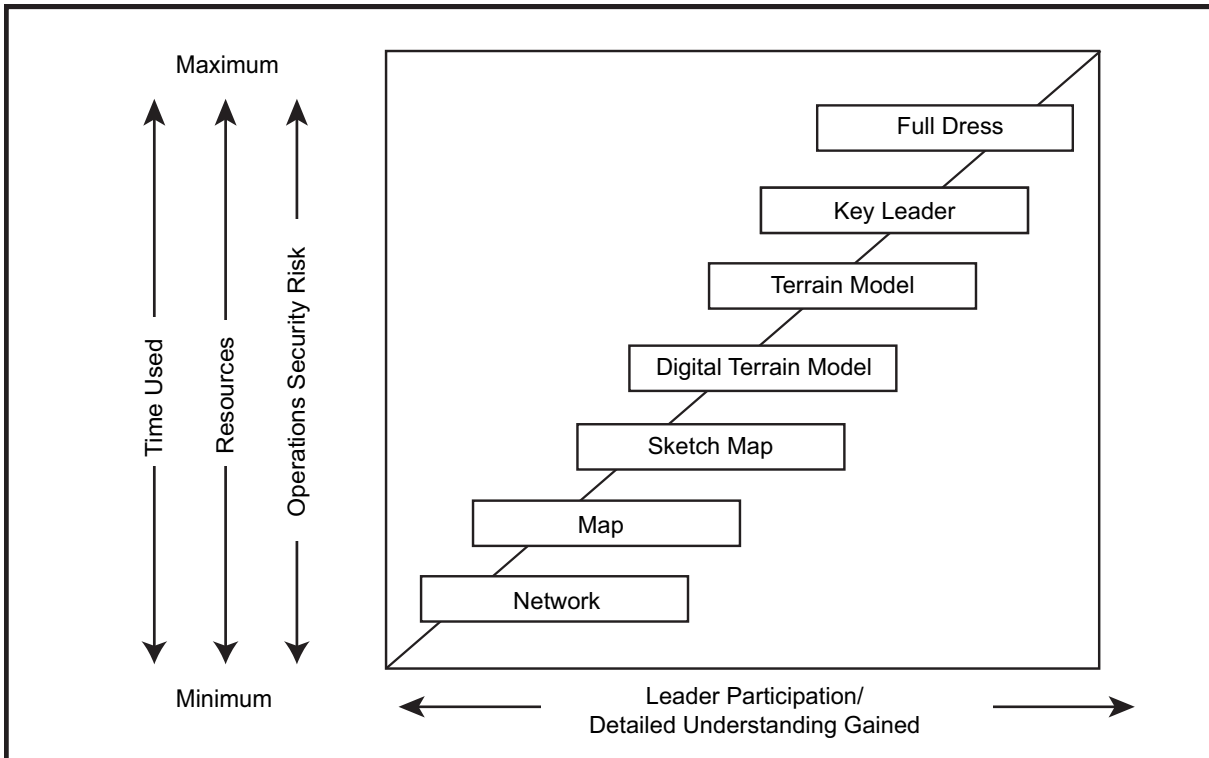 Maximum
Time Used
Resources
Operations Security Risk
Minimum
Full Dress
Key Leader
Terrain Model
Digital Terrain Model
Sketch Map
Map
Network
Leader Participation/
Detailed Understanding Gained